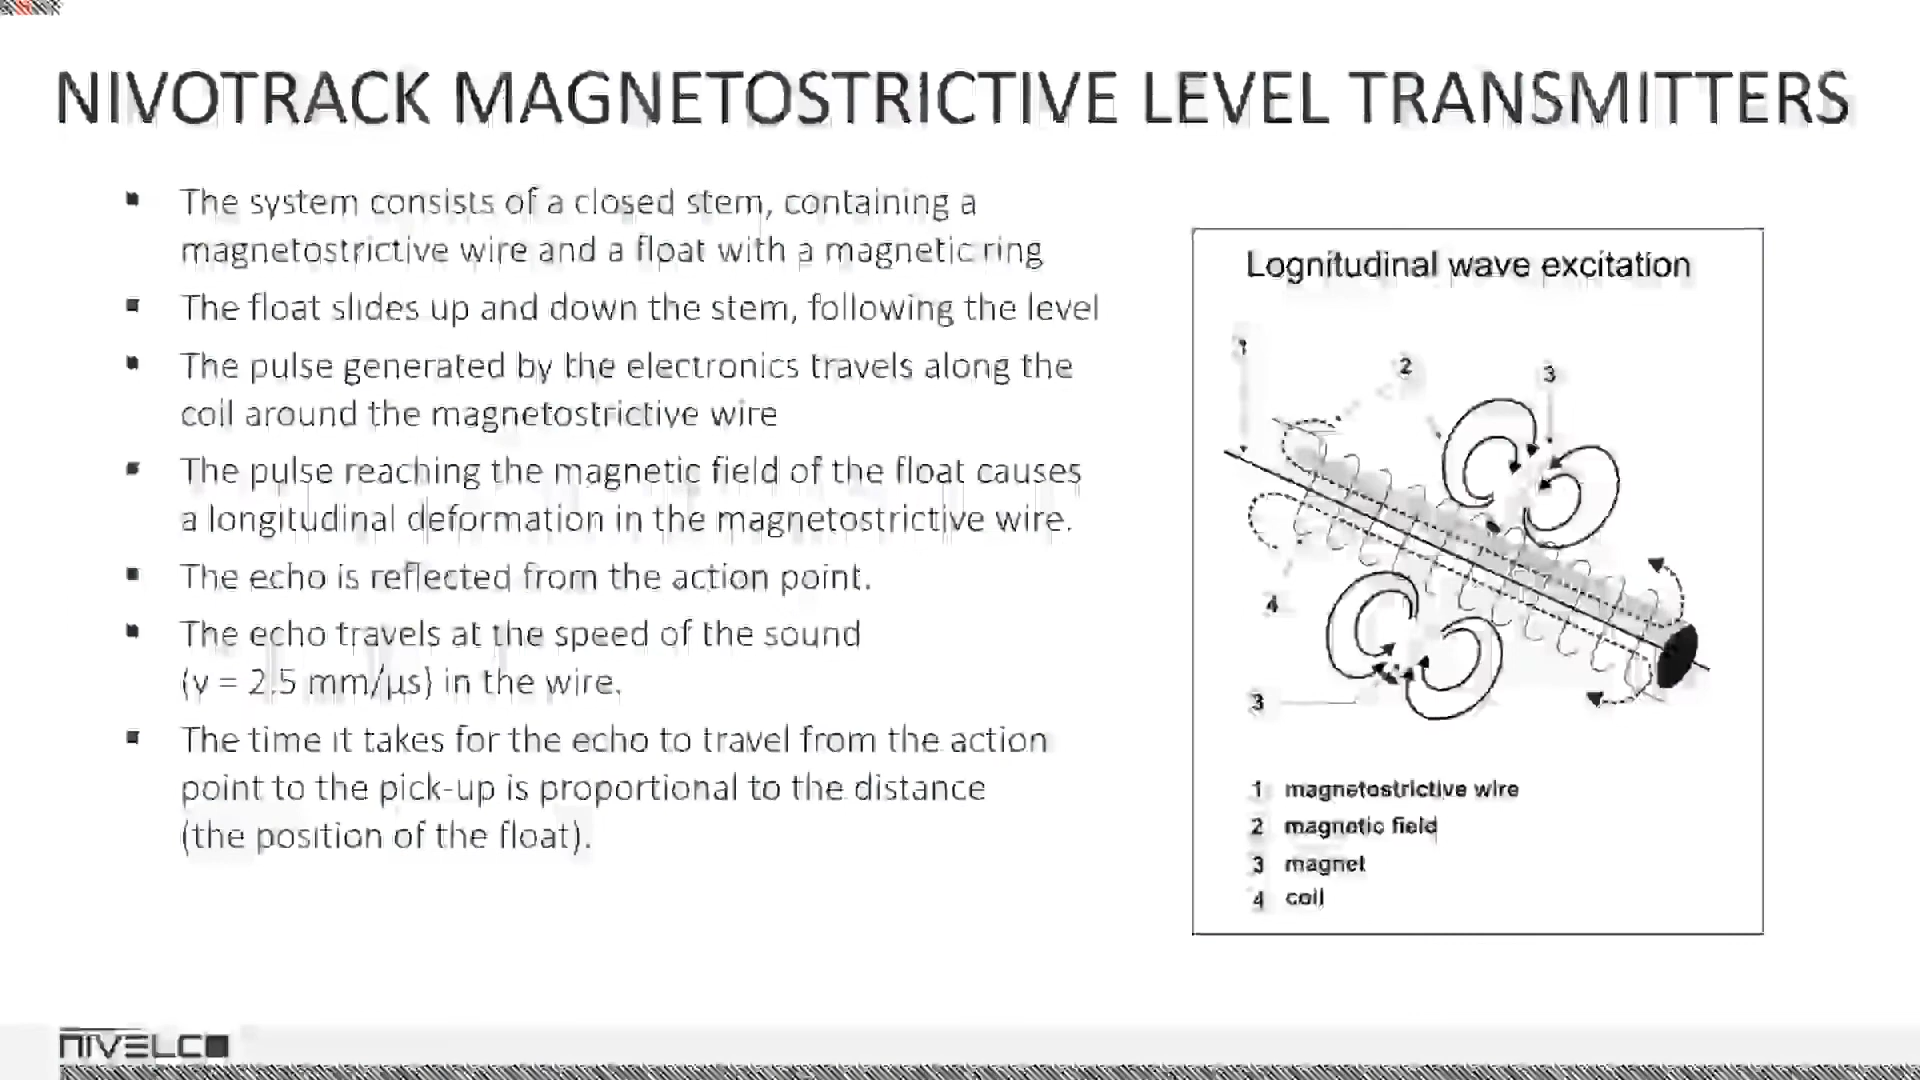 NIVOTRACK MAGNETOSTRICTIVE LEVEL TRANSMITTERS
▪ The system consists of a closed stem, containing a
magnetostrictive wire and a float with a magnetic ring
▪ The float slides up and down the stem, following the level
▪ The pulse generated by the electronics travels along the
coil around the magnetostrictive wire
▪ The pulse reaching the magnetic field of the float causes
a longitudinal deformation in the magnetostrictive wire.
▪ The echo is reflected from the action point.
▪ The echo travels at the speed of the sound
(v = 2.5 mm/µs) in the wire.
▪ The time it takes for the echo to travel from the action
point to the pick-up is proportional to the distance
(the position of the float).
Lognitudinal wave excitation
1
2
3
4
3
1 magnetostrictive wire
2 magnetic field
3 magnet
4 coil
NIVELCO